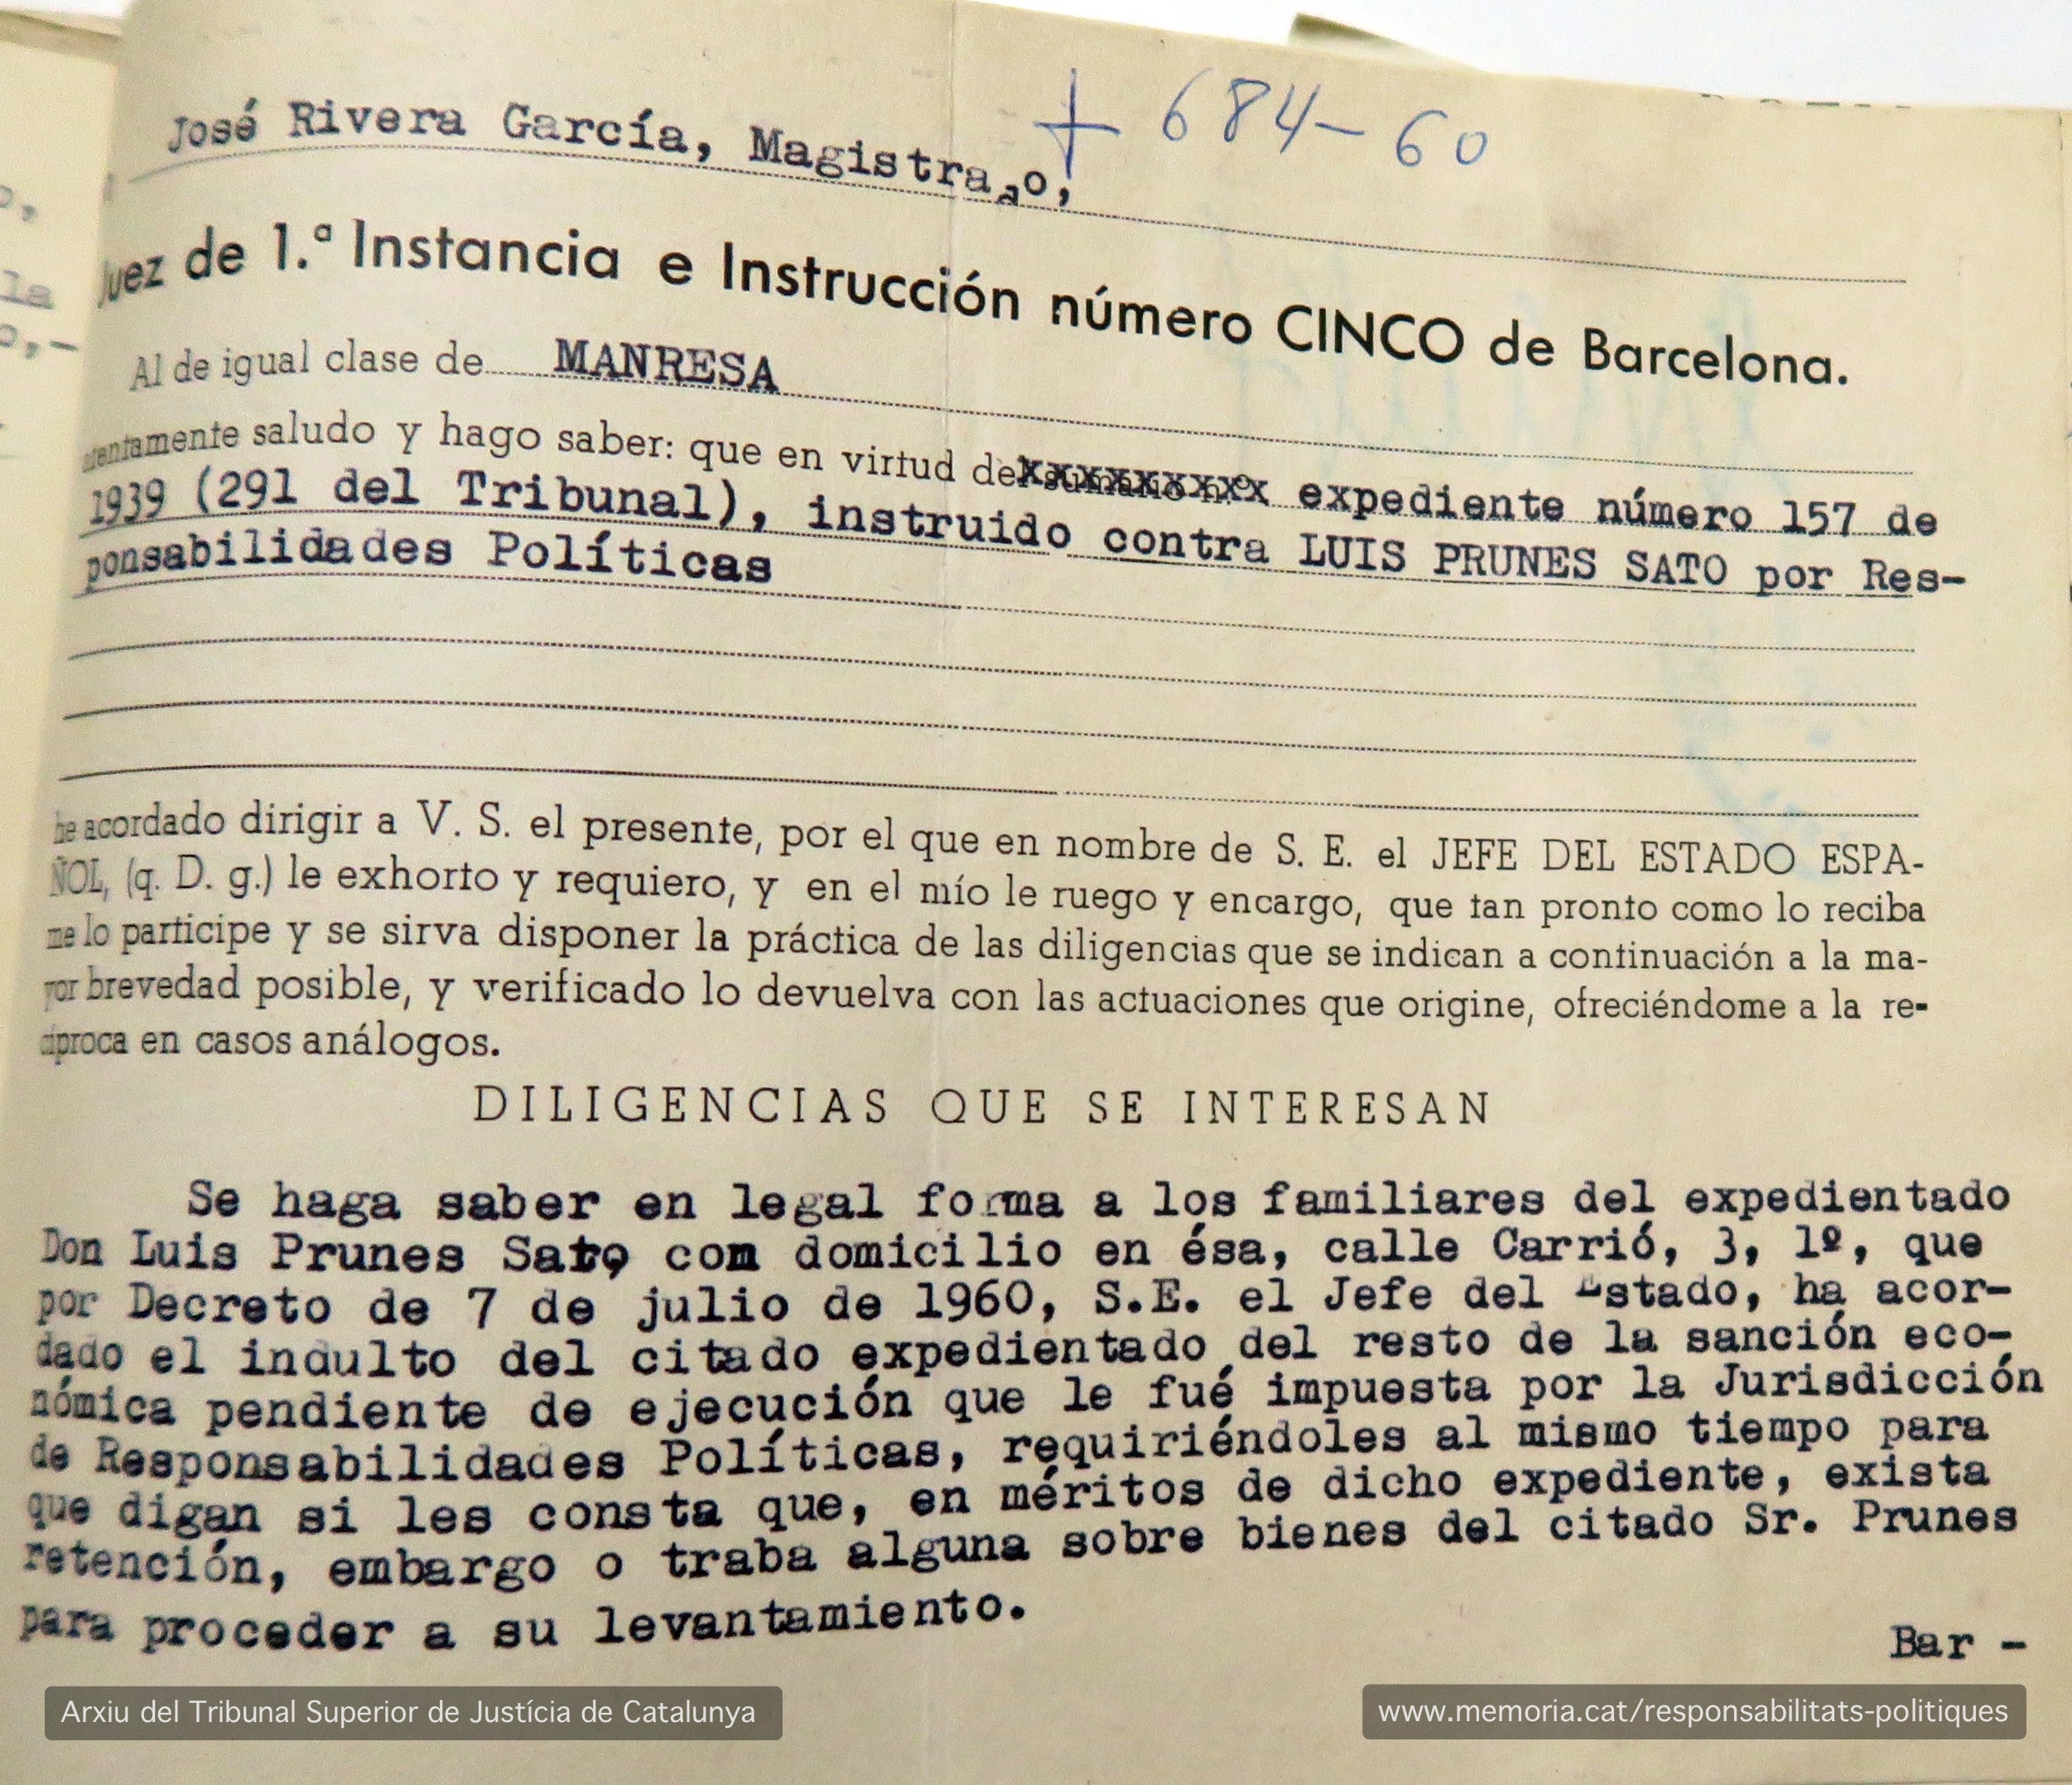 + 684-60
José Rivera García, Magistrado,
Juez de 1.ª Instancia e Instrucción número CINCO de Barcelona.
Al de igual clase de MANRESA
atentamente saludo y hago saber: que en virtud del xxxxxxxxx expediente número 157 de
1939 (291 del Tribunal), instruido contra LUIS PRUNES SATO por Res-
ponsabilidades Políticas
he acordado dirigir a V. S. el presente, por el que en nombre de S. E. el JEFE DEL ESTADO ESPA-
ÑOL, (q. D. g.) le exhorto y requiero, y en el mío le ruego y encargo, que tan pronto como lo reciba
me lo participe y se sirva disponer la práctica de las diligencias que se indican a continuación a la ma-
yor brevedad posible, y verificado lo devuelva con las actuaciones que origine, ofreciéndome a la re-
cíproca en casos análogos.
DILIGENCIAS QUE SE INTERESAN
Se haga saber en legal forma a los familiares del expedientado
Don Luis Prunes Sato con domicilio en ésa, calle Carrió, 3, 1º, que
por Decreto de 7 de julio de 1960, S.E. el Jefe del Estado, ha acor-
dado el indulto del citado expedientado del resto de la sanción eco-
nómica pendiente de ejecución que le fué impuesta por la Jurisdicción
de Responsabilidades Políticas, requiriéndoles al mismo tiempo para
que digan si les consta que, en méritos de dicho expediente, exista
retención, embargo o traba alguna sobre bienes del citado Sr. Prunes
para proceder a su levantamiento.
Bar -
Arxiu del Tribunal Superior de Justícia de Catalunya
www.memoria.cat/responsabilitats-politiques